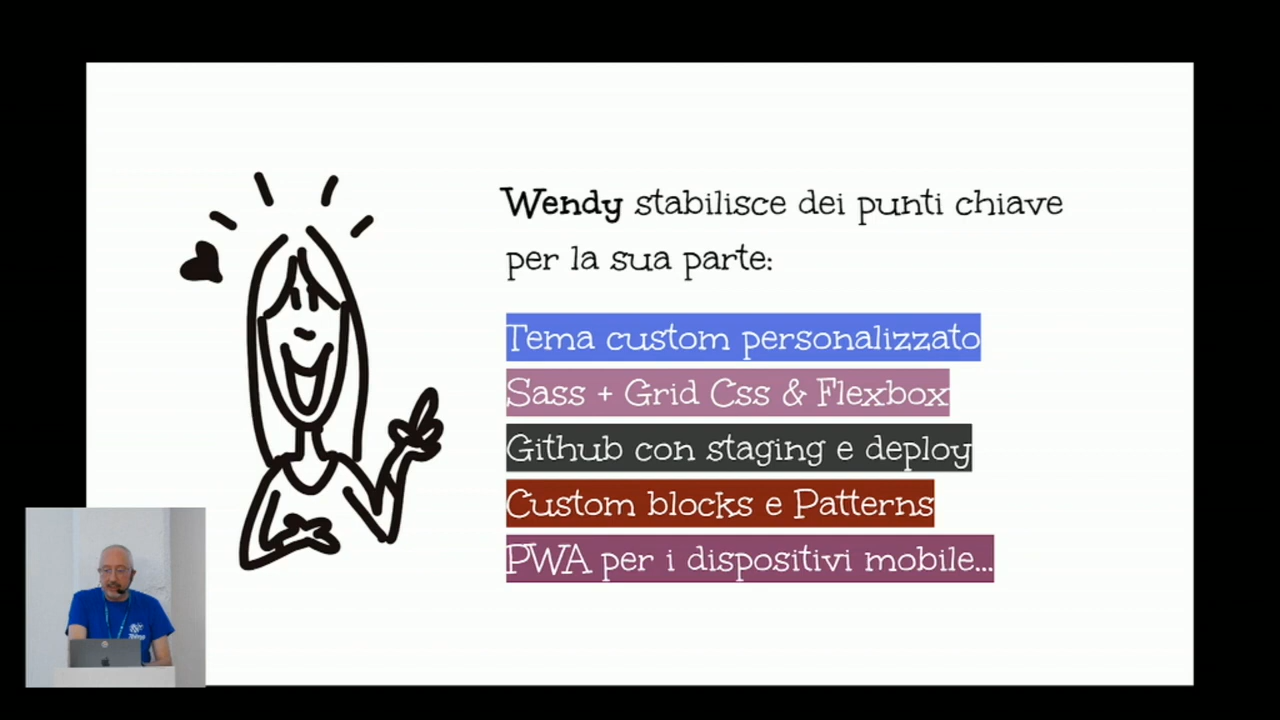 Wendy stabilisce dei punti chiave
per la sua parte:
Tema custom personalizzato
Sass + Grid Css & Flexbox
Github con staging e deploy
Custom blocks e Patterns
PWA per i dispositivi mobile...